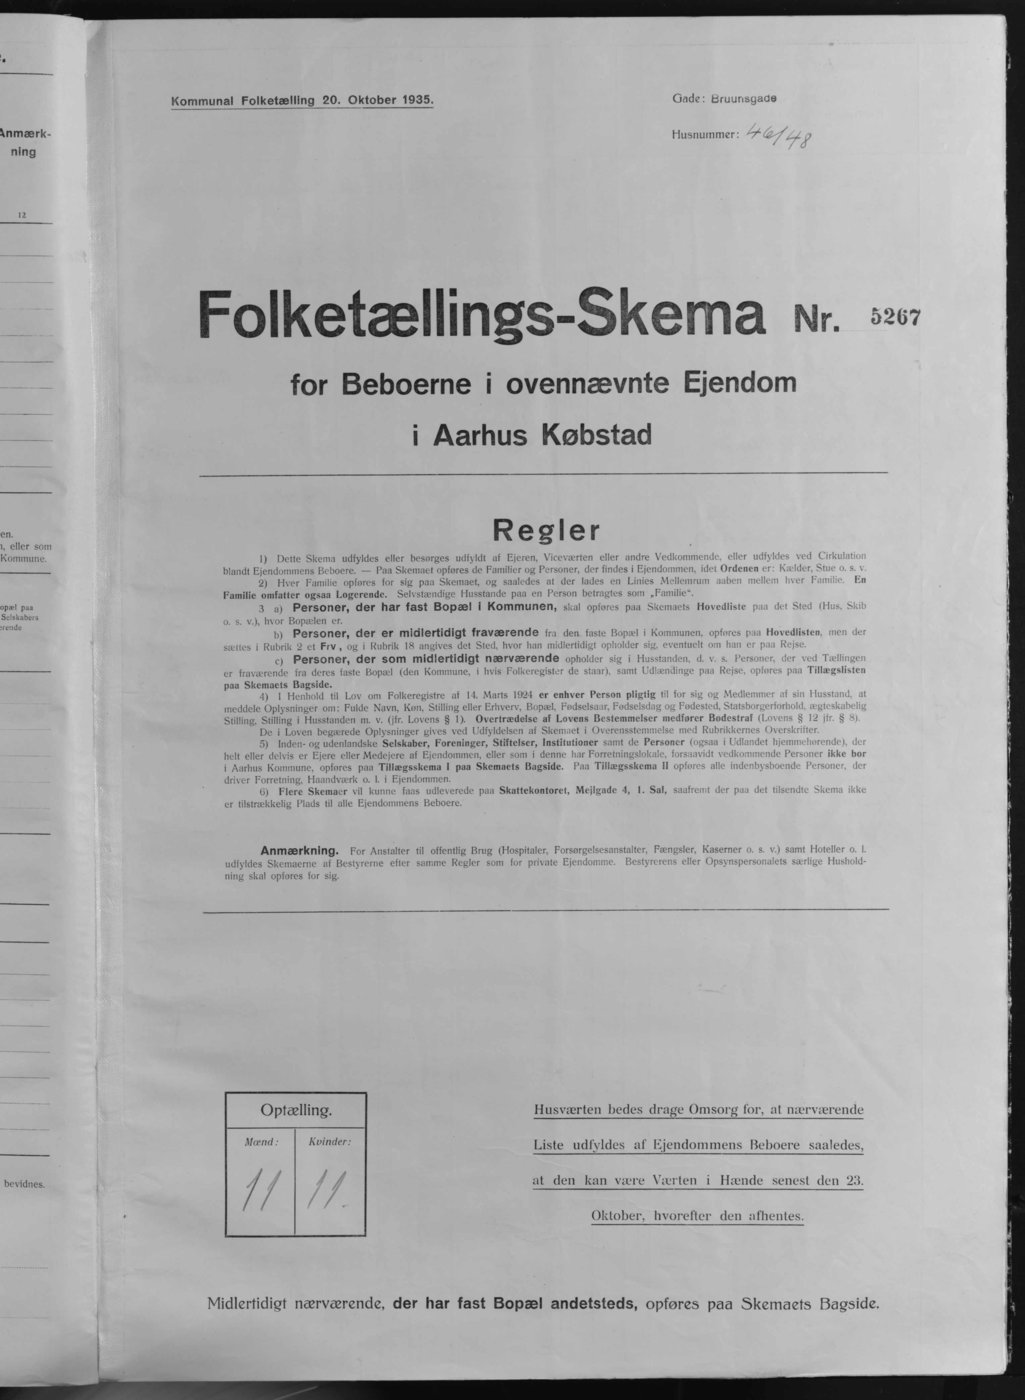 Anmærk-
ning
12
en.
, eller som
Kommune.
opæl paa
Selskabers
erende
bevidnes.
Kommunal Folketælling 20. Oktober 1935.
Gade: Bruunsgade
Husnummer: 46/48
Folketællings-Skema Nr. 5267
for Beboerne i ovennævnte Ejendom
i Aarhus Købstad
Regler
1) Dette Skema udfyldes eller besørges udfyldt af Ejeren, Viceværten eller andre Vedkommende, eller udfyldes ved Cirkulation
blandt Ejendommens Beboere. — Paa Skemaet opføres de Familier og Personer, der findes i Ejendommen, idet Ordenen er: Kælder, Stue o. s. v.
2) Hver Familie opføres for sig paa Skemaet, og saaledes at der lades en Linies Mellemrum aaben mellem hver Familie. En
Familie omfatter ogsaa Logerende. Selvstændige Husstande paa en Person betragtes som „Familie“.
3 a) Personer, der har fast Bopæl i Kommunen, skal opføres paa Skemaets Hovedliste paa det Sted (Hus, Skib
o. s. v.), hvor Bopælen er.
b) Personer, der er midlertidigt fraværende fra den faste Bopæl i Kommunen, opføres paa Hovedlisten, men der
sættes i Rubrik 2 et Frv, og i Rubrik 18 angives det Sted, hvor han midlertidigt opholder sig, eventuelt om han er paa Rejse.
c) Personer, der som midlertidigt nærværende opholder sig i Husstanden, d. v. s. Personer, der ved Tællingen
er fraværende fra deres faste Bopæl (den Kommune, i hvis Folkeregister de staar), samt Udlændinge paa Rejse, opføres paa Tillægslisten
paa Skemaets Bagside.
4) I Henhold til Lov om Folkeregistre af 14. Marts 1924 er enhver Person pligtig til for sig og Medlemmer af sin Husstand, at
meddele Oplysninger om: Fulde Navn, Køn, Stilling eller Erhverv, Bopæl, Fødselsaar, Fødselsdag og Fødested, Statsborgerforhold, ægteskabelig
Stilling, Stilling i Husstanden m. v. (jfr. Lovens § 1). Overtrædelse af Lovens Bestemmelser medfører Bødestraf (Lovens § 12 jfr. § 8).
De i Loven begærede Oplysninger gives ved Udfyldelsen af Skemaet i Overensstemmelse med Rubrikkernes Overskrifter.
5) Inden- og udenlandske Selskaber, Foreninger, Stiftelser, Institutioner samt de Personer (ogsaa i Udlandet hjemmehørende), der
helt eller delvis er Ejere eller Medejere af Ejendommen, eller som i denne har Forretningslokale, forsaavidt vedkommende Personer ikke bor
i Aarhus Kommune, opføres paa Tillægsskema I paa Skemaets Bagside. Paa Tillægsskema II opføres alle indenbysboende Personer, der
driver Forretning, Haandværk o. l. i Ejendommen.
6) Flere Skemaer vil kunne faas udleverede paa Skattekontoret, Mejlgade 4, 1. Sal, saafremt der paa det tilsendte Skema ikke
er tilstrækkelig Plads til alle Ejendommens Beboere.
Anmærkning. For Anstalter til offentlig Brug (Hospitaler, Forsørgelsesanstalter, Fængsler, Kaserner o. s. v.) samt Hoteller o. l.
udfyldes Skemaerne af Bestyrerne efter samme Regler som for private Ejendomme. Bestyrerens eller Opsynspersonalets særlige Hushold-
ning skal opføres for sig.
Optælling.
Mænd: Kvinder:
11 11.
Husværten bedes drage Omsorg for, at nærværende
Liste udfyldes af Ejendommens Beboere saaledes,
at den kan være Værten i Hænde senest den 23.
Oktober, hvorefter den afhentes.
Midlertidigt nærværende, der har fast Bopæl andetsteds, opføres paa Skemaets Bagside.